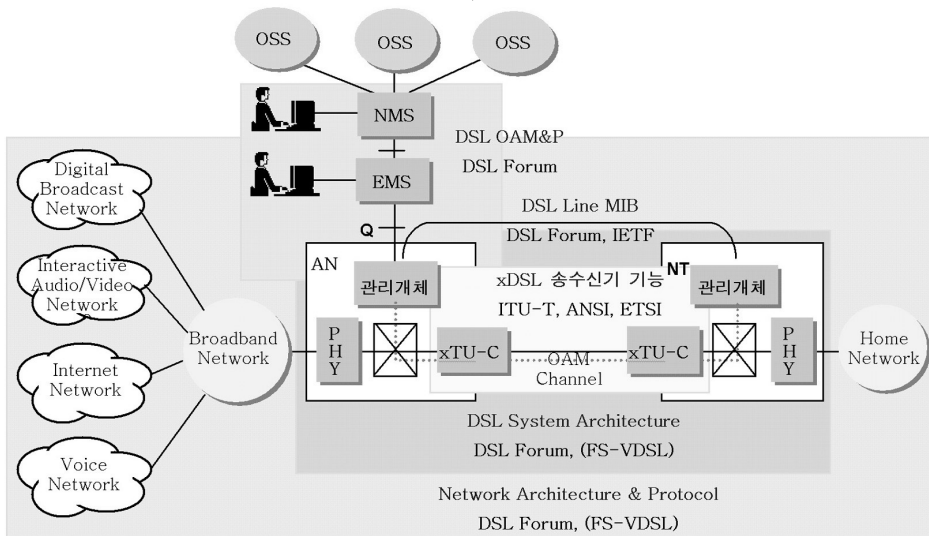 OSS
OSS
OSS
NMS
EMS
DSL OAM&P
DSL Forum
Digital
Broadcast
Network
Interactive
Audio/Video
Network
Internet
Network
Voice
Network
Broadband
Network
Q
DSL Line MIB
DSL Forum, IETF
AN
관리개체
xDSL 송수신기 기능
ITU-T, ANSI, ETSI
NT
관리개체
PHY
xTU-C
OAM
Channel
xTU-C
PHY
Home
Network
DSL System Architecture
DSL Forum, (FS-VDSL)
Network Architecture & Protocol
DSL Forum, (FS-VDSL)